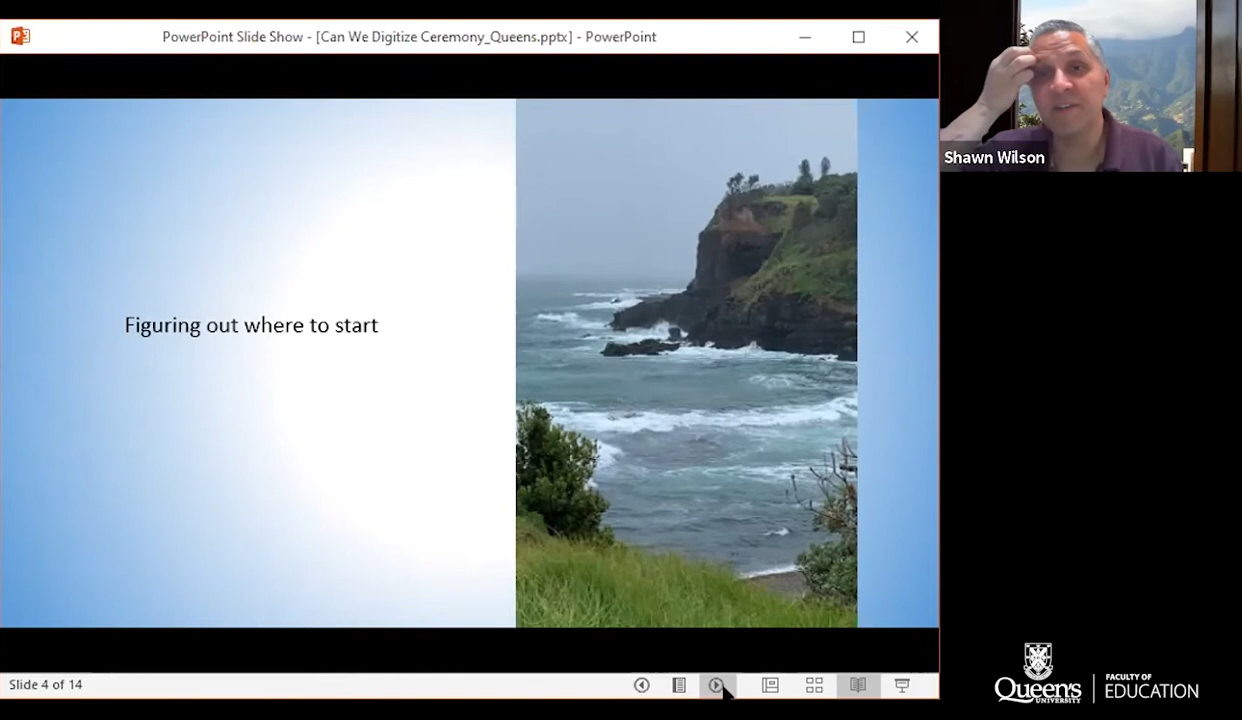 PowerPoint Slide Show - [Can We Digitize Ceremony_Queens.pptx] - PowerPoint
Shawn Wilson
Figuring out where to start
Slide 4 of 14
Queen's
UNIVERSITY
FACULTY OF
EDUCATION